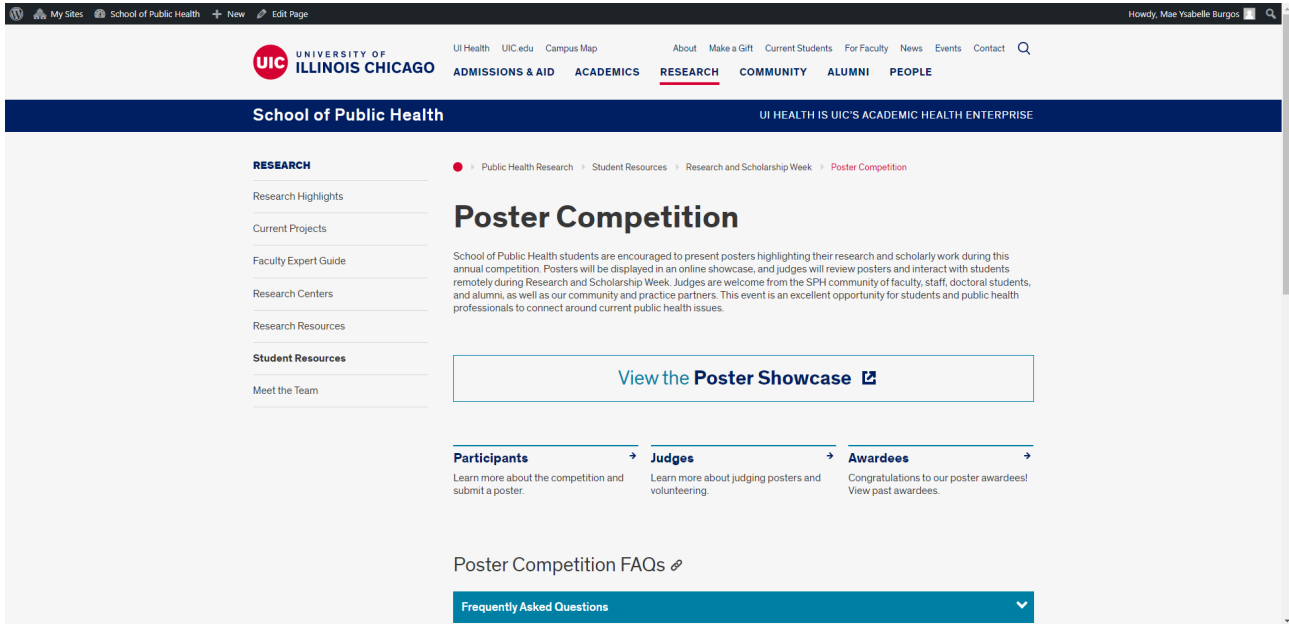 My Sites School of Public Health New Edit Page Howdy, Mae Ysabelle Burgos
UIC UNIVERSITY OF ILLINOIS CHICAGO
UI Health UIC.edu Campus Map About Make a Gift Current Students For Faculty News Events Contact
ADMISSIONS & AID ACADEMICS RESEARCH COMMUNITY ALUMNI PEOPLE
School of Public Health UI HEALTH IS UIC'S ACADEMIC HEALTH ENTERPRISE
RESEARCH
Research Highlights
Current Projects
Faculty Expert Guide
Research Centers
Research Resources
Student Resources
Meet the Team
Public Health Research Student Resources Research and Scholarship Week Poster Competition
Poster Competition
School of Public Health students are encouraged to present posters highlighting their research and scholarly work during this
annual competition. Posters will be displayed in an online showcase, and judges will review posters and interact with students
remotely during Research and Scholarship Week. Judges are welcome from the SPH community of faculty, staff, doctoral students,
and alumni, as well as our community and practice partners. This event is an excellent opportunity for students and public health
professionals to connect around current public health issues.
View the Poster Showcase
Participants
Learn more about the competition and
submit a poster.
Judges
Learn more about judging posters and
volunteering.
Awardees
Congratulations to our poster awardees!
View past awardees.
Poster Competition FAQs
Frequently Asked Questions